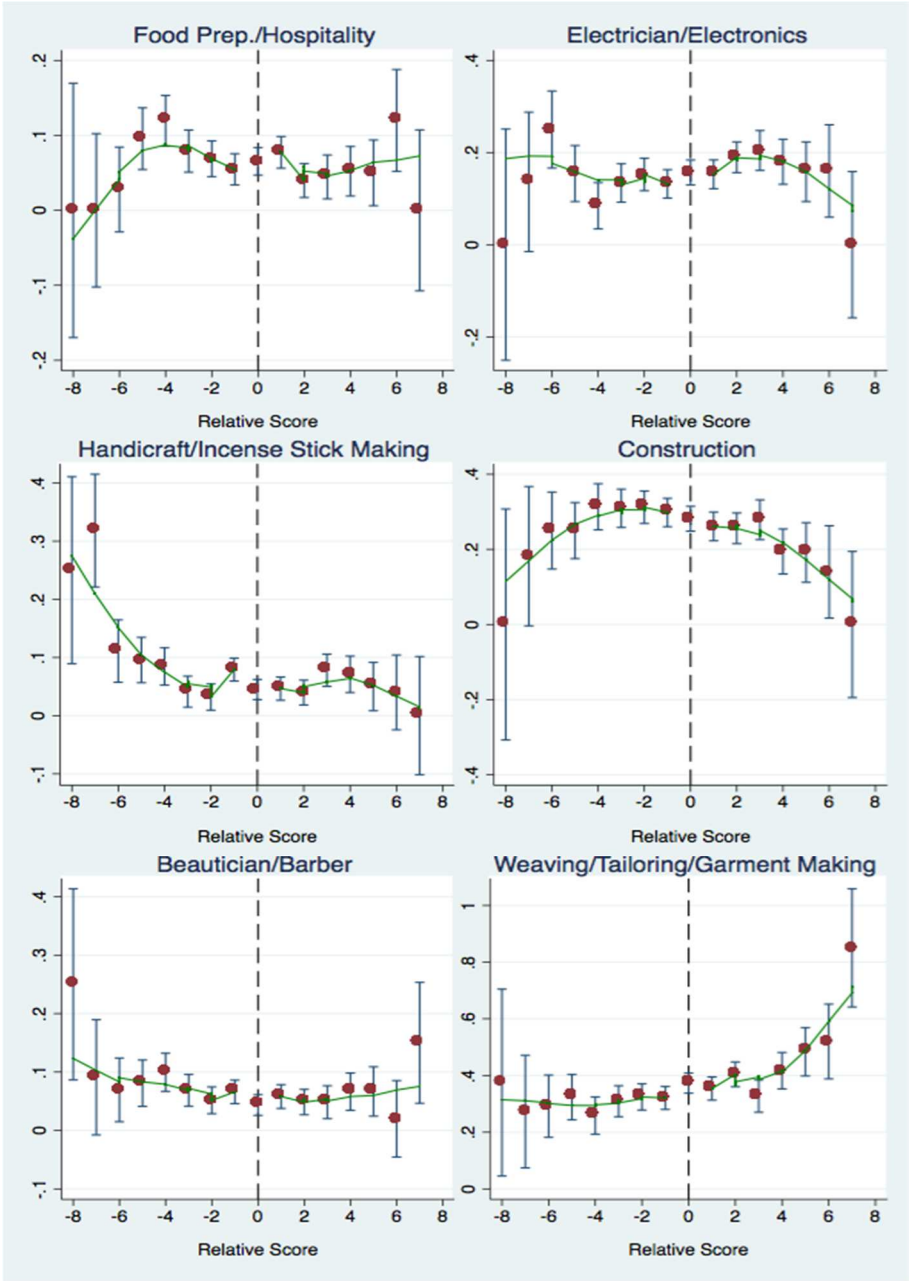 Food Prep./Hospitality
.2
.1
0
-.1
-.2
-8 -6 -4 -2 0 2 4 6 8
Relative Score
Electrician/Electronics
.4
.2
0
-.2
-8 -6 -4 -2 0 2 4 6 8
Relative Score
Handicraft/Incense Stick Making
.4
.3
.2
.1
0
-.1
-8 -6 -4 -2 0 2 4 6 8
Relative Score
Construction
.4
.2
0
-.2
-.4
-8 -6 -4 -2 0 2 4 6 8
Relative Score
Beautician/Barber
.4
.3
.2
.1
0
-.1
-8 -6 -4 -2 0 2 4 6 8
Relative Score
Weaving/Tailoring/Garment Making
1
.8
.6
.4
.2
0
-8 -6 -4 -2 0 2 4 6 8
Relative Score